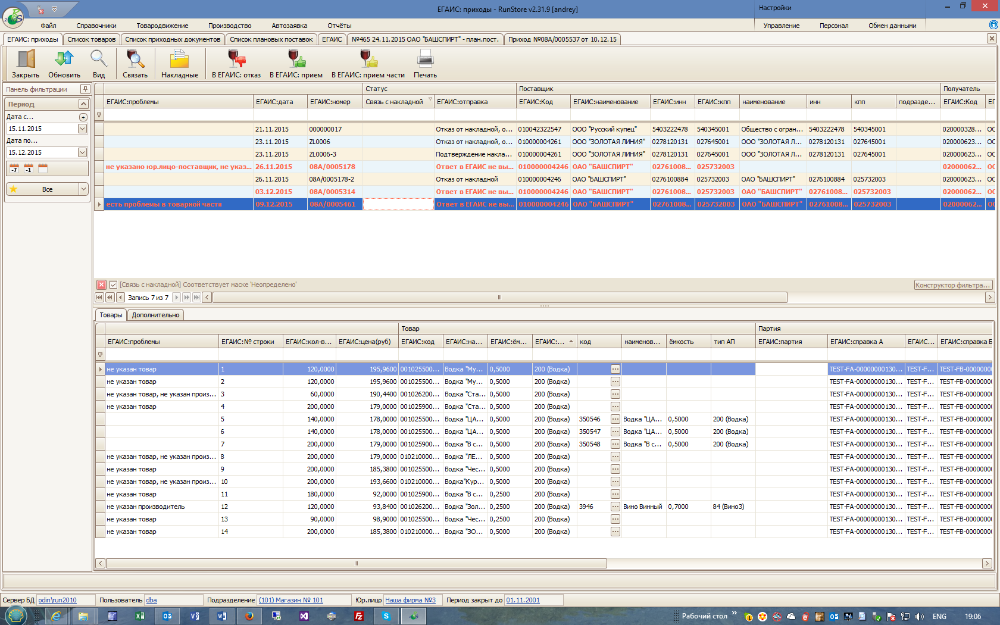 ЕГАИС: приходы - RunStore v2.31.9 [andrey]
Настройки
Файл Справочники Товародвижение Производство Автозаявка Отчёты Управление Персонал Обмен данными
ЕГАИС: приходы Список товаров Список приходных документов Список плановых поставок ЕГАИС №465 24.11.2015 ОАО "БАШСПИРТ" - план.пост. Приход №08А/0005537 от 10.12.15
Закрыть Обновить Вид Связать Накладные В ЕГАИС: отказ В ЕГАИС: прием В ЕГАИС: прием части Печать
Панель фильтрации
Период
Дата с...
15.11.2015
Дата по...
15.12.2015
-7 -1
Все
Статус Поставщик Получатель
ЕГАИС:проблемы ЕГАИС:дата ЕГАИС:номер Связь с накладной ЕГАИС:отправка ЕГАИС:Код ЕГАИС:наименование ЕГАИС:инн ЕГАИС:кпп наименование инн кпп подразде... ЕГАИС:Код ЕГ
21.11.2015 000000017 Отказ от накладной, о... 010042322547 ООО "Русский купец" 5403222478 540345001 Общество с огран... 5403222478 540345001 020000328... ОС
23.11.2015 ZL0006 Отказ от накладной, о... 010000004261 ООО "ЗОЛОТАЯ ЛИНИЯ" 0278120131 027645001 ООО "ЗОЛОТАЯ Л... 0278120131 027645001 020000623... ОС
23.11.2015 ZL0006-3 Подтверждение накла... 010000004261 ООО "ЗОЛОТАЯ ЛИНИЯ" 0278120131 027645001 ООО "ЗОЛОТАЯ Л... 0278120131 027645001 020000623... ОС
не указано юр.лицо-поставщик, не указ... 26.11.2015 08А/0005178 Ответ в ЕГАИС не вы... 010000004246 ОАО "БАШСПИРТ" 02761008... 025732003 02000062... ОС
26.11.2015 08А/0005178-2 Отказ от накладной 010000004246 ОАО "БАШСПИРТ" 0276100884 025732003 ОАО "БАШСПИРТ" 0276100884 025732003 020000623... ОС
03.12.2015 08А/0005314 Ответ в ЕГАИС не вы... 010000004246 ОАО "БАШСПИРТ" 02761008... 025732003 ОАО "БАШСПИРТ" 02761008... 025732003 02000062... ОС
есть проблемы в товарной части 09.12.2015 08А/0005461 Ответ в ЕГАИС не вы... 010000004246 ОАО "БАШСПИРТ" 02761008... 025732003 ОАО "БАШСПИРТ" 02761008... 025732003 02000062... ОС
[Связь с накладной] Соответствует маске 'Неопределено' Конструктор фильтра...
Запись 7 из 7
Товары Дополнительно
Товар Партия
ЕГАИС:проблемы ЕГАИС:№ строки ЕГАИС:кол-в... ЕГАИС:цена(руб) ЕГАИС:код ЕГАИС:на... ЕГАИС:ём... ЕГАИС:... код наименов... ёмкость тип АП ЕГАИС:партия ЕГАИС:справка А ЕГАИС... ЕГАИС:справка Б
не указан товар 1 120,0000 195,9600 001025500... Водка "Му... 0,5000 200 (Водка) ... TEST-FA-00000000130... TEST-F... TEST-FB-00000000
не указан товар 2 120,0000 195,9600 001025500... Водка "Му... 0,5000 200 (Водка) ... TEST-FA-00000000130... TEST-F... TEST-FB-00000000
не указан товар, не указан произ... 3 60,0000 190,4400 001026200... Водка "Ста... 0,5000 200 (Водка) ... TEST-FA-00000000130... TEST-F... TEST-FB-00000000
не указан товар 4 200,0000 179,0000 001025900... Водка "Ста... 0,5000 200 (Водка) ... TEST-FA-00000000130... TEST-F... TEST-FB-00000000
5 140,0000 178,0000 001025500... Водка "ЦА... 0,5000 200 (Водка) 350546 ... Водка "ЦА... 0,5000 200 (Водка) TEST-FA-00000000130... TEST-F... TEST-FB-00000000
6 140,0000 178,0000 001025500... Водка "ЦА... 0,5000 200 (Водка) 350547 ... Водка "ЦА... 0,5000 200 (Водка) TEST-FA-00000000130... TEST-F... TEST-FB-00000000
7 200,0000 179,0000 001025900... Водка "В с... 0,5000 200 (Водка) 350548 ... Водка "В с... 0,5000 200 (Водка) TEST-FA-00000000130... TEST-F... TEST-FB-00000000
не указан товар, не указан произ... 8 200,0000 179,0000 010210000... Водка "ЛЕ... 0,5000 200 (Водка) ... TEST-FA-00000000130... TEST-F... TEST-FB-00000000
не указан товар 9 200,0000 185,3800 001025500... Водка "Чес... 0,5000 200 (Водка) ... TEST-FA-00000000130... TEST-F... TEST-FB-00000000
не указан товар, не указан произ... 10 200,0000 193,6600 010210000... Водка"Кур... 0,5000 200 (Водка) ... TEST-FA-00000000130... TEST-F... TEST-FB-00000000
не указан товар 11 180,0000 92,0000 001025900... Водка "В с... 0,2500 200 (Водка) ... TEST-FA-00000000130... TEST-F... TEST-FB-00000000
не указан производитель 12 120,0000 93,8400 001026200... Водка "Зол... 0,2500 200 (Водка) 3946 ... Вино Винный 0,7000 84 (Вино3) TEST-FA-00000000130... TEST-F... TEST-FB-00000000
не указан товар 13 90,0000 98,9000 001025500... Водка "Чес... 0,2500 200 (Водка) ... TEST-FA-00000000130... TEST-F... TEST-FB-00000000
не указан товар 14 200,0000 185,3800 010210000... Водка "ЗО... 0,5000 200 (Водка) ... TEST-FA-00000000130... TEST-F... TEST-FB-00000000
Сервер БД odin\run2010 Пользователь dba Подразделение (101) Магазин № 101 Юр.лицо Наша фирма №3 Период закрыт до 01.11.2001
Рабочий стол ENG 19:06